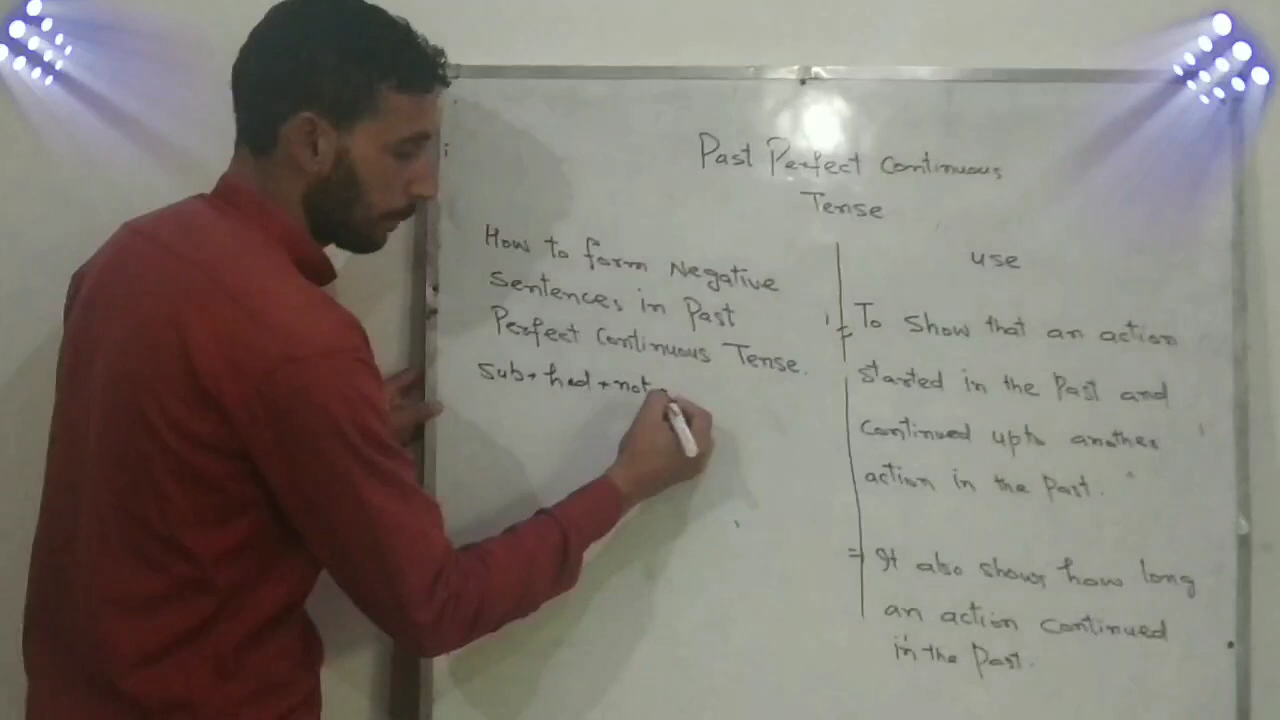 Past Perfect Continuous
Tense
How to form Negative
Sentences in Past
Perfect Continuous Tense.
Sub + had + not
use
i To show that an action
started in the Past and
continued upto another
action in the Past.
= It also shows how long
an action continued
in the Past.